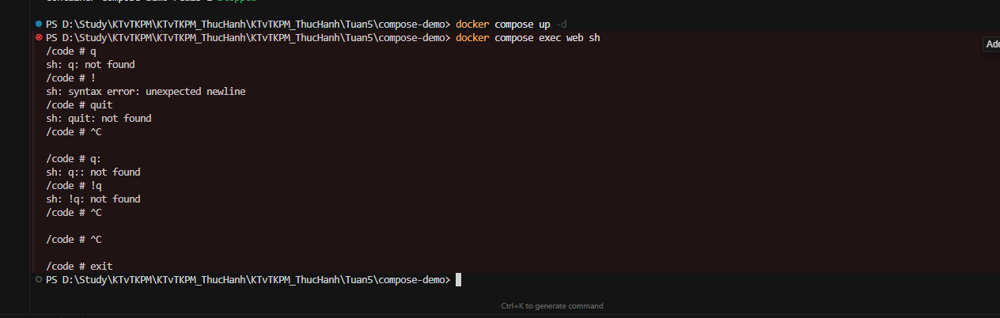 PS D:\Study\KTvTKPM\KTvTKPM_ThucHanh\KTvTKPM_ThucHanh\Tuan5\compose-demo> docker compose up -d
PS D:\Study\KTvTKPM\KTvTKPM_ThucHanh\KTvTKPM_ThucHanh\Tuan5\compose-demo> docker compose exec web sh
/code # q
sh: q: not found
/code # !
sh: syntax error: unexpected newline
/code # quit
sh: quit: not found
/code # ^C
/code # q:
sh: q:: not found
/code # !q
sh: !q: not found
/code # ^C
/code # ^C
/code # exit
PS D:\Study\KTvTKPM\KTvTKPM_ThucHanh\KTvTKPM_ThucHanh\Tuan5\compose-demo>
Add
Ctrl+K to generate command